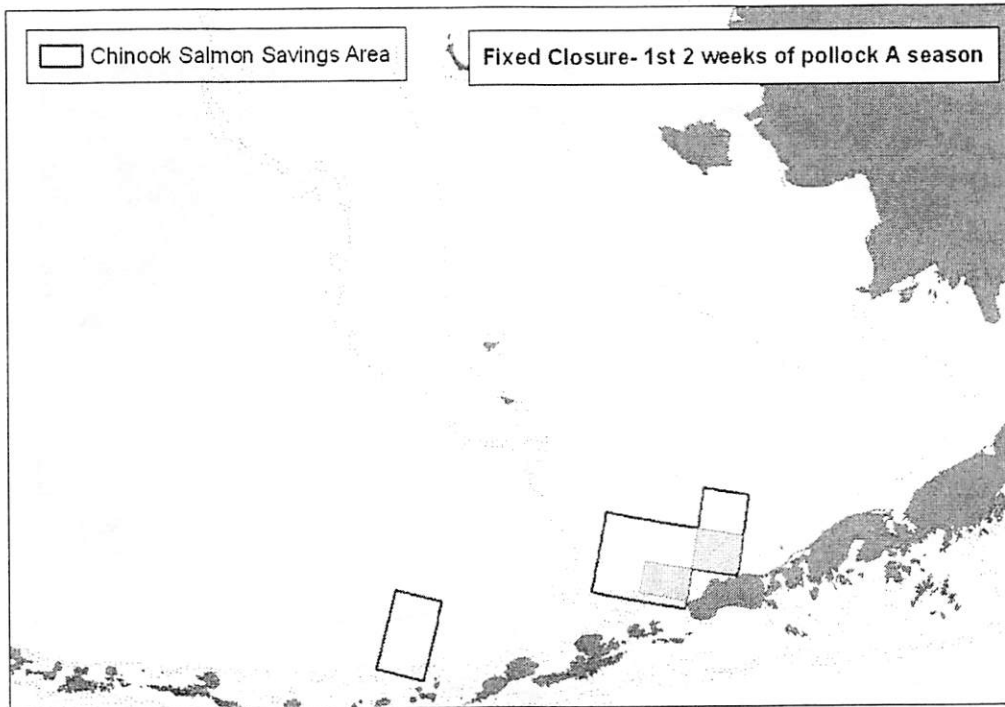 Chinook Salmon Savings Area
Fixed Closure- 1st 2 weeks of pollock A season